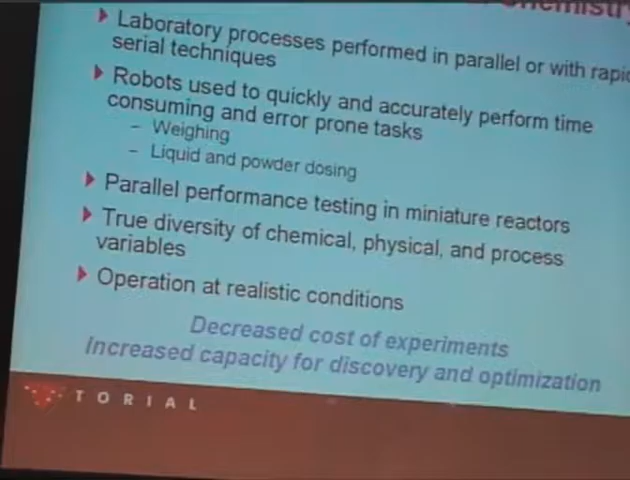 Chemistry
Laboratory processes performed in parallel or with rapid
serial techniques
Robots used to quickly and accurately perform time
consuming and error prone tasks
– Weighing
– Liquid and powder dosing
Parallel performance testing in miniature reactors
True diversity of chemical, physical, and process
variables
Operation at realistic conditions
Decreased cost of experiments
Increased capacity for discovery and optimization
TORIAL